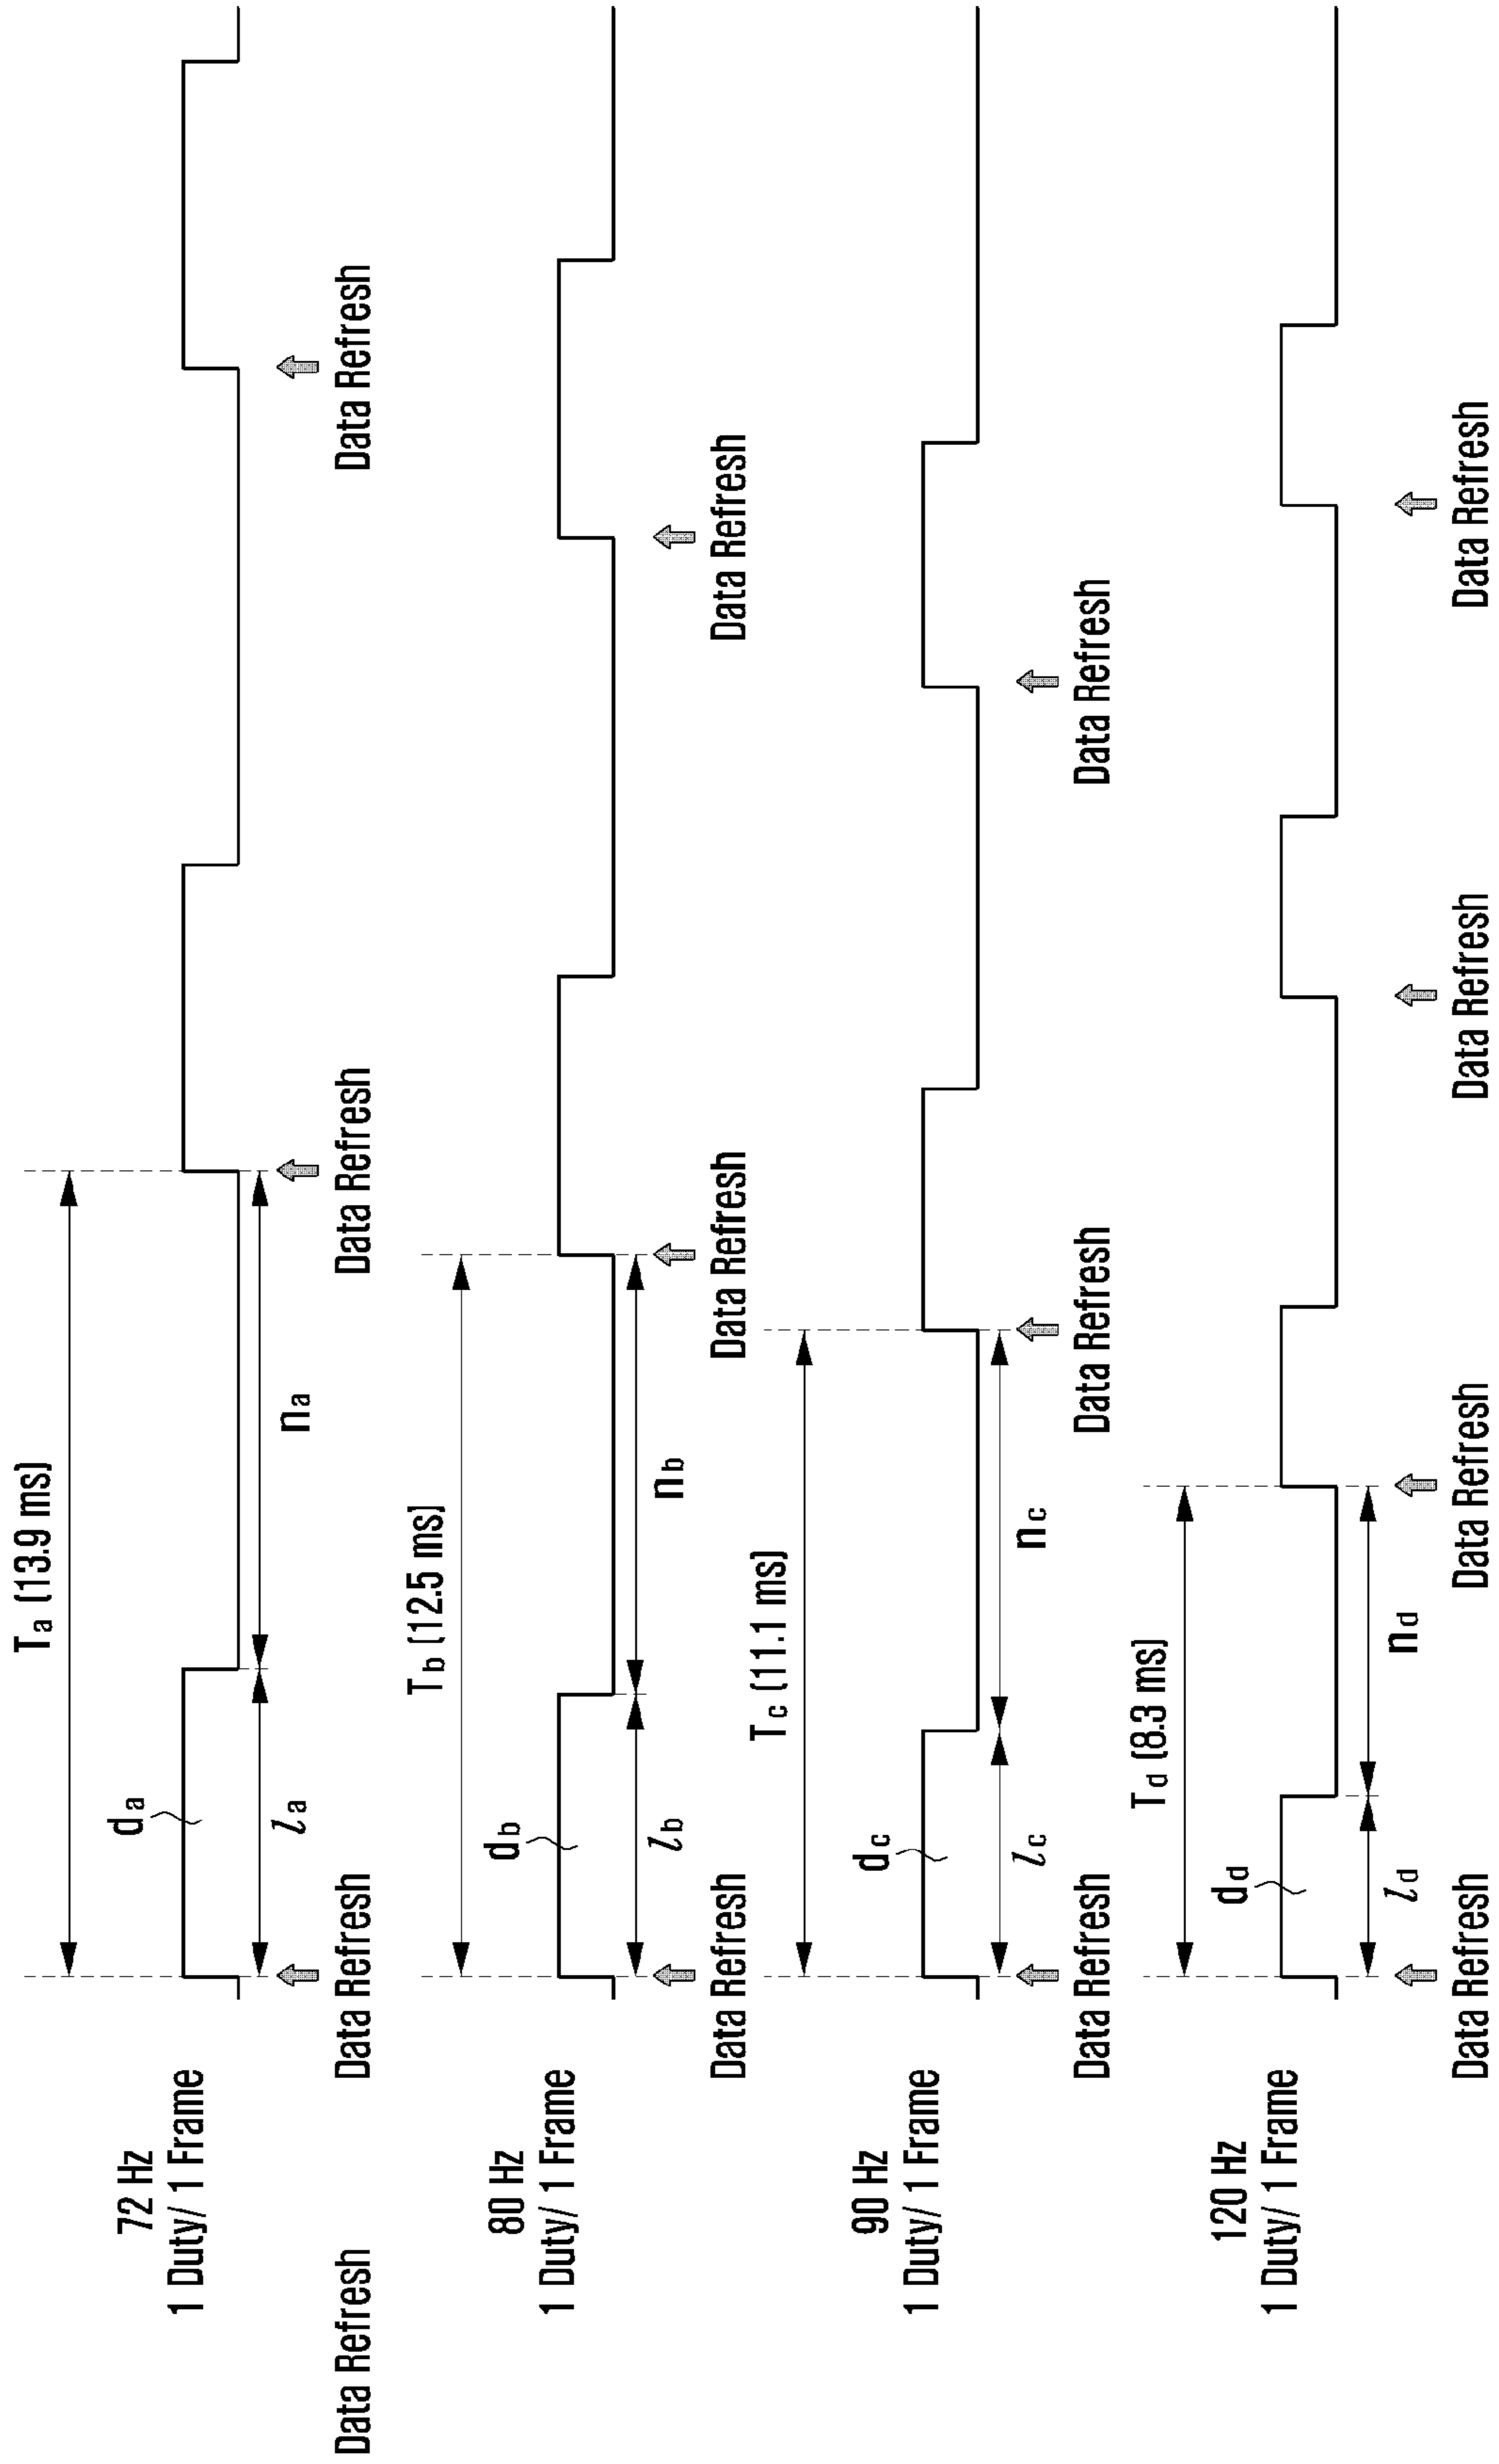 72 Hz
1 Duty/ 1 Frame
Ta (13.9 ms)
da
la
na
Data Refresh
Data Refresh
Data Refresh
Data Refresh
80 Hz
1 Duty/ 1 Frame
Tb (12.5 ms)
db
lb
nb
Data Refresh
Data Refresh
Data Refresh
90 Hz
1 Duty/ 1 Frame
Tc (11.1 ms)
dc
lc
nc
Data Refresh
Data Refresh
Data Refresh
120 Hz
1 Duty/ 1 Frame
Td (8.3 ms)
dd
ld
nd
Data Refresh
Data Refresh
Data Refresh
Data Refresh